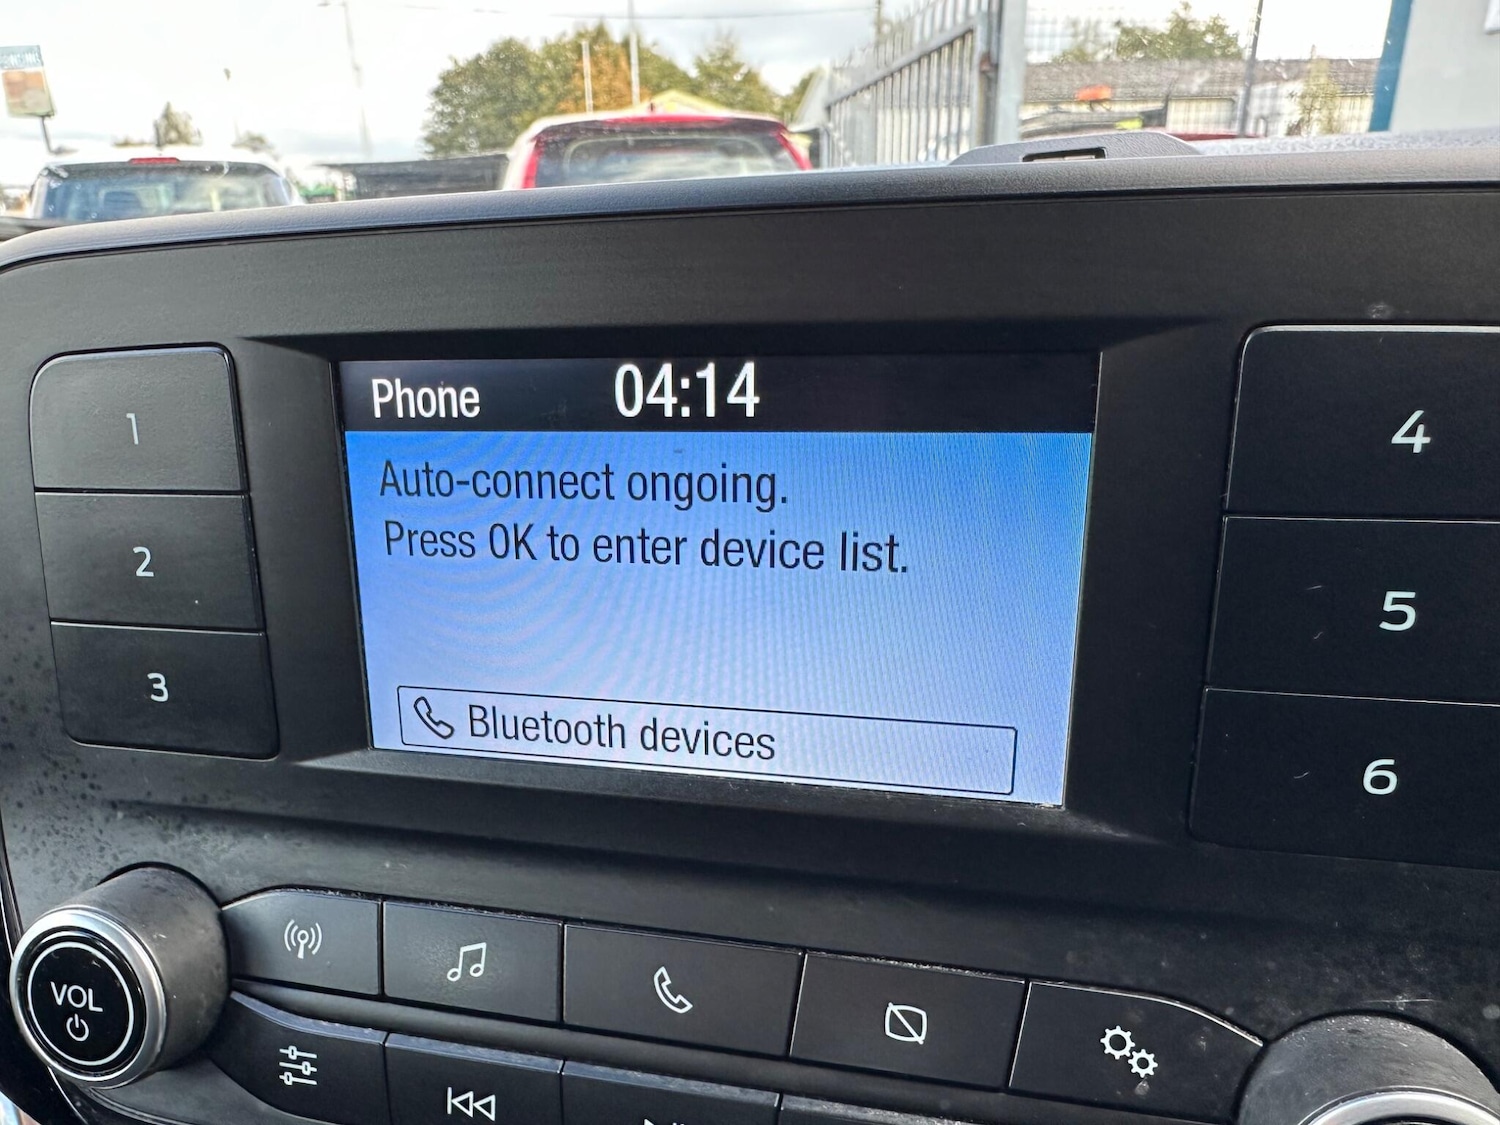 Phone 04:14
Auto-connect ongoing.
Press OK to enter device list.
Bluetooth devices
1
2
3
4
5
6
VOL